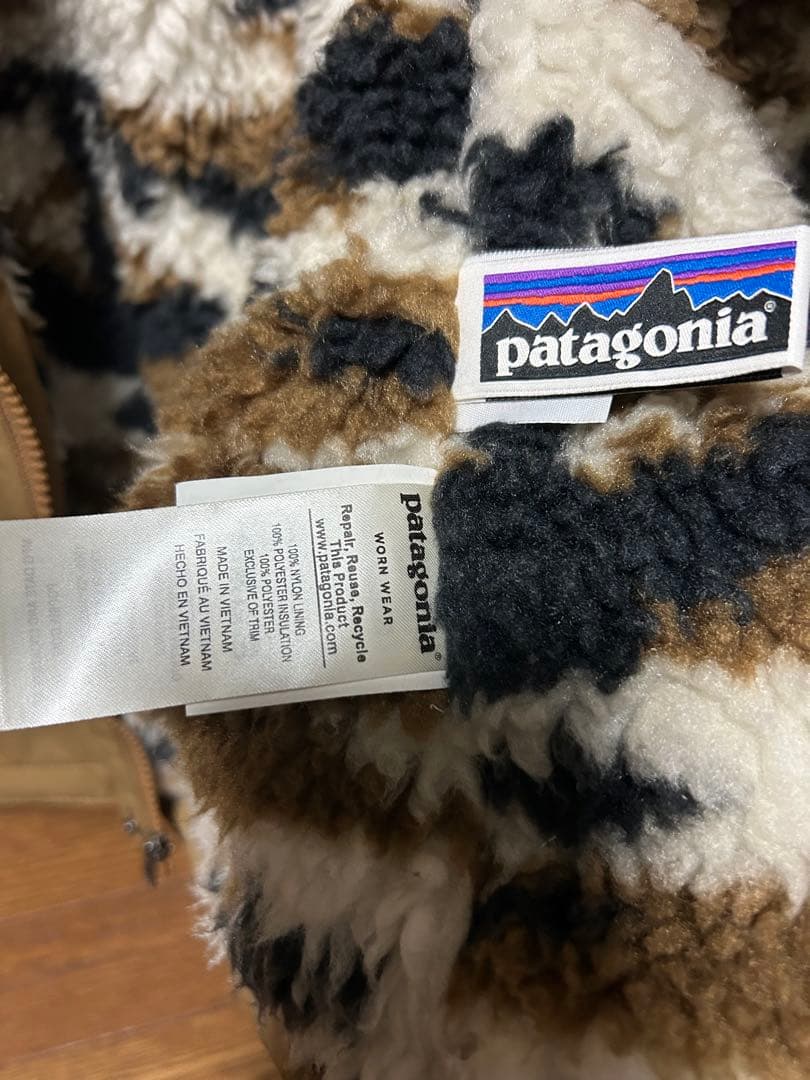 patagonia®
patagonia®
WORN WEAR
Repair, Reuse, Recycle
This Product
www.patagonia.com
100% NYLON LINING
100% POLYESTER INSULATION
100% POLYESTER
EXCLUSIVE OF TRIM
MADE IN VIETNAM
FABRIQUÉ AU VIETNAM
HECHO EN VIETNAM